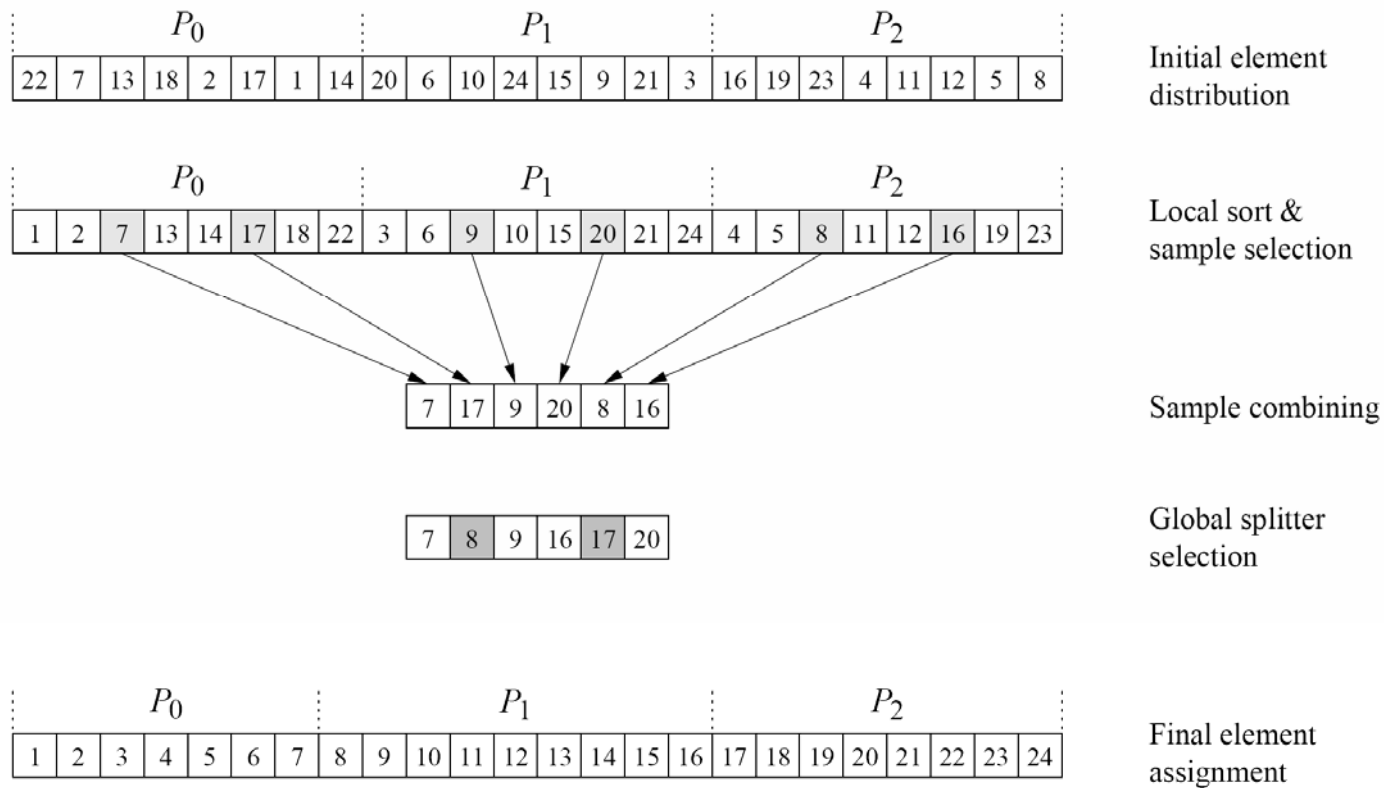 P0 P1 P2
22 7 13 18 2 17 1 14 20 6 10 24 15 9 21 3 16 19 23 4 11 12 5 8
Initial element
distribution
P0 P1 P2
1 2 7 13 14 17 18 22 3 6 9 10 15 20 21 24 4 5 8 11 12 16 19 23
Local sort &
sample selection
7 17 9 20 8 16
Sample combining
7 8 9 16 17 20
Global splitter
selection
P0 P1 P2
1 2 3 4 5 6 7 8 9 10 11 12 13 14 15 16 17 18 19 20 21 22 23 24
Final element
assignment